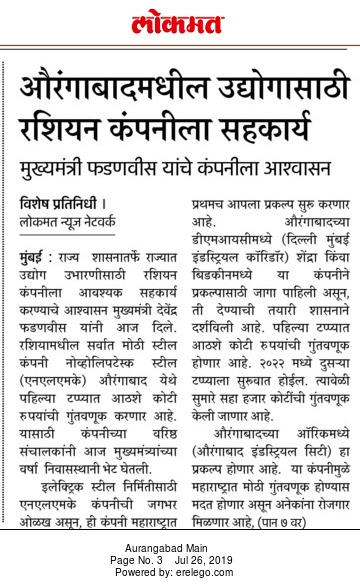 लोकमत
औरंगाबादमधील उद्योगासाठी
रशियन कंपनीला सहकार्य
मुख्यमंत्री फडणवीस यांचे कंपनीला आश्वासन
विशेष प्रतिनिधी ।
लोकमत न्यूज नेटवर्क
मुंबई : राज्य शासनातर्फे राज्यात
उद्योग उभारणीसाठी रशियन
कंपनीला आवश्यक सहकार्य
करण्याचे आश्वासन मुख्यमंत्री देवेंद्र
फडणवीस यांनी आज दिले.
रशियामधील सर्वात मोठी स्टील
कंपनी नोव्होलिपटेस्क स्टील
(एनएलएमके) औरंगाबाद येथे
पहिल्या टप्प्यात आठशे कोटी
रुपयांची गुंतवणूक करणार आहे.
यासाठी कंपनीच्या वरिष्ठ
संचालकांनी आज मुख्यमंत्र्यांच्या
वर्षा निवासस्थानी भेट घेतली.
इलेक्ट्रिक स्टील निर्मितीसाठी
एनएलएमके कंपनीची जगभर
ओळख असून, ही कंपनी महाराष्ट्रात
प्रथमच आपला प्रकल्प सुरू करणार
आहे. औरंगाबादच्या
डीएमआयसीमध्ये (दिल्ली मुंबई
इंडस्ट्रियल कॉरिडॉर) शेंद्रा किंवा
बिडकीनमध्ये या कंपनीने
प्रकल्पासाठी जागा पाहिली असून,
ती देण्याची तयारी शासनाने
दर्शविली आहे. पहिल्या टप्प्यात
आठशे कोटी रुपयांची गुंतवणूक
होणार आहे. २०२२ मध्ये दुसऱ्या
टप्प्याला सुरुवात होईल. त्यावेळी
सुमारे सहा हजार कोटींची गुंतवणूक
केली जाणार आहे.
औरंगाबादच्या ऑरिकमध्ये
(औरंगाबाद इंडस्ट्रियल सिटी) हा
प्रकल्प होणार आहे. या कंपनीमुळे
महाराष्ट्रात मोठी गुंतवणूक होण्यास
मदत होणार असून अनेकांना रोजगार
मिळणार आहे, (पान ७ वर)
Aurangabad Main
Page No. 3 Jul 26, 2019
Powered by: erelego.com